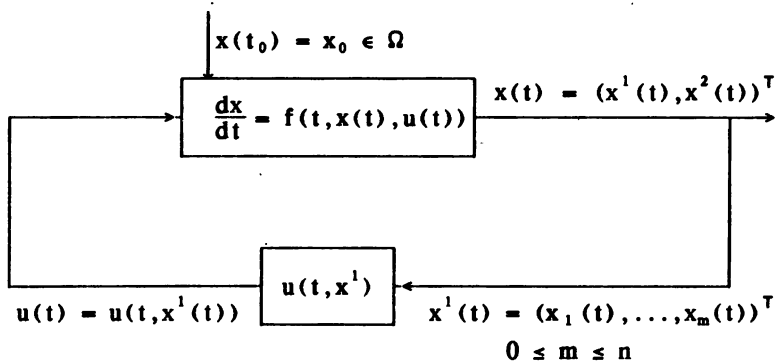 x(t₀) = x₀ ϵ Ω
dx/dt = f(t,x(t),u(t))
x(t) = (x¹(t),x²(t))ᵀ
u(t,x¹)
u(t) = u(t,x¹(t))
x¹(t) = (x₁(t),...,xₘ(t))ᵀ
0 ≤ m ≤ n